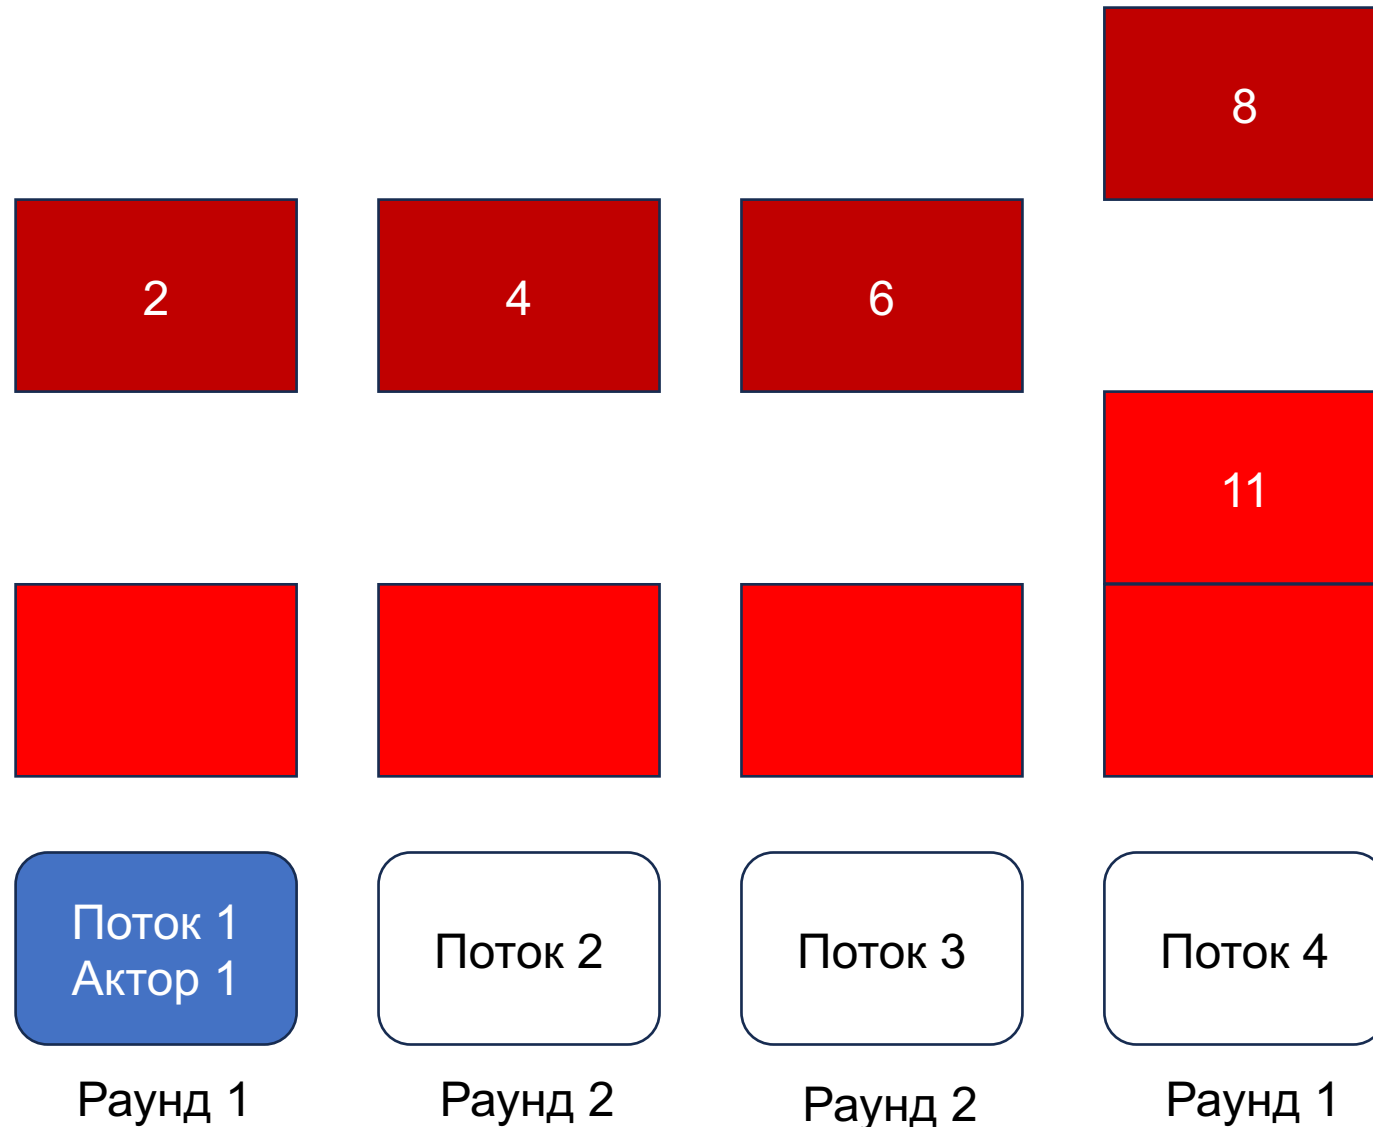 8
2
4
6
11
Поток 1
Актор 1
Поток 2
Поток 3
Поток 4
Раунд 1
Раунд 2
Раунд 2
Раунд 1